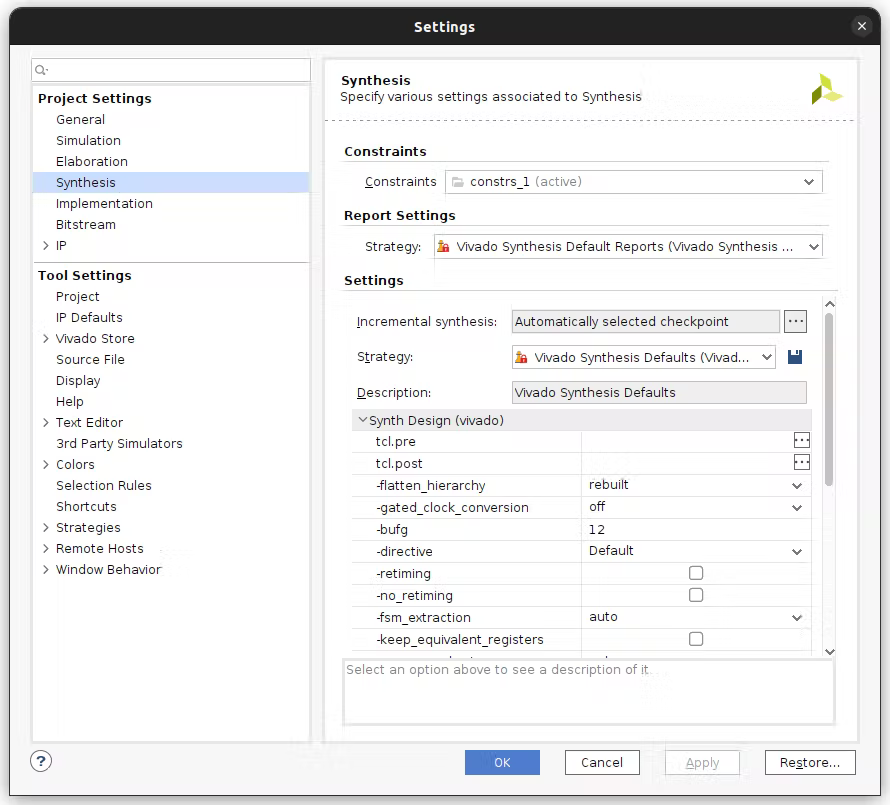 Settings
Project Settings
General
Simulation
Elaboration
Synthesis
Implementation
Bitstream
IP
Tool Settings
Project
IP Defaults
Vivado Store
Source File
Display
Help
Text Editor
3rd Party Simulators
Colors
Selection Rules
Shortcuts
Strategies
Remote Hosts
Window Behavior
Synthesis
Specify various settings associated to Synthesis
Constraints
Constraints constrs_1 (active)
Report Settings
Strategy: Vivado Synthesis Default Reports (Vivado Synthesis ...
Settings
Incremental synthesis: Automatically selected checkpoint ...
Strategy: Vivado Synthesis Defaults (Vivad...
Description: Vivado Synthesis Defaults
Synth Design (vivado)
tcl.pre ...
tcl.post ...
-flatten_hierarchy rebuilt
-gated_clock_conversion off
-bufg 12
-directive Default
-retiming
-no_retiming
-fsm_extraction auto
-keep_equivalent_registers
Select an option above to see a description of it
? OK Cancel Apply Restore...